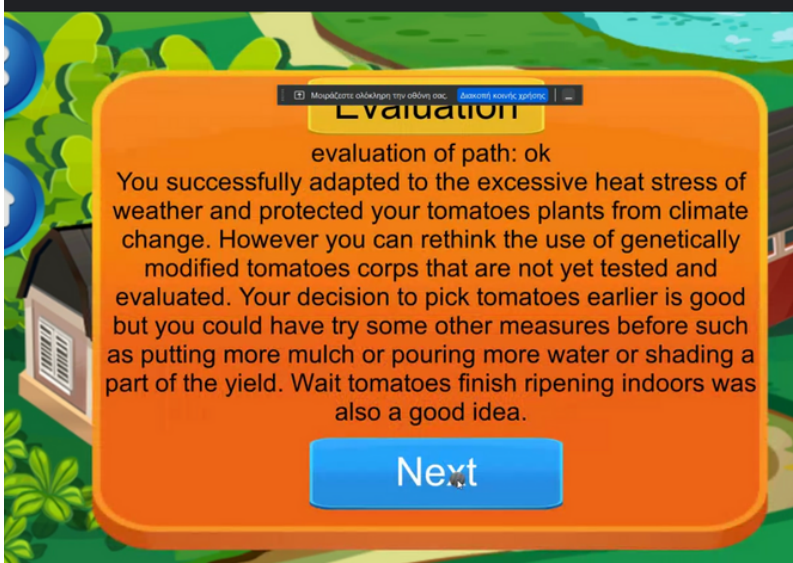 Μοιράζεστε ολόκληρη την οθόνη σας. Διακοπή κοινής χρήσης
Evaluation
evaluation of path: ok
You successfully adapted to the excessive heat stress of
weather and protected your tomatoes plants from climate
change. However you can rethink the use of genetically
modified tomatoes corps that are not yet tested and
evaluated. Your decision to pick tomatoes earlier is good
but you could have try some other measures before such
as putting more mulch or pouring more water or shading a
part of the yield. Wait tomatoes finish ripening indoors was
also a good idea.
Next